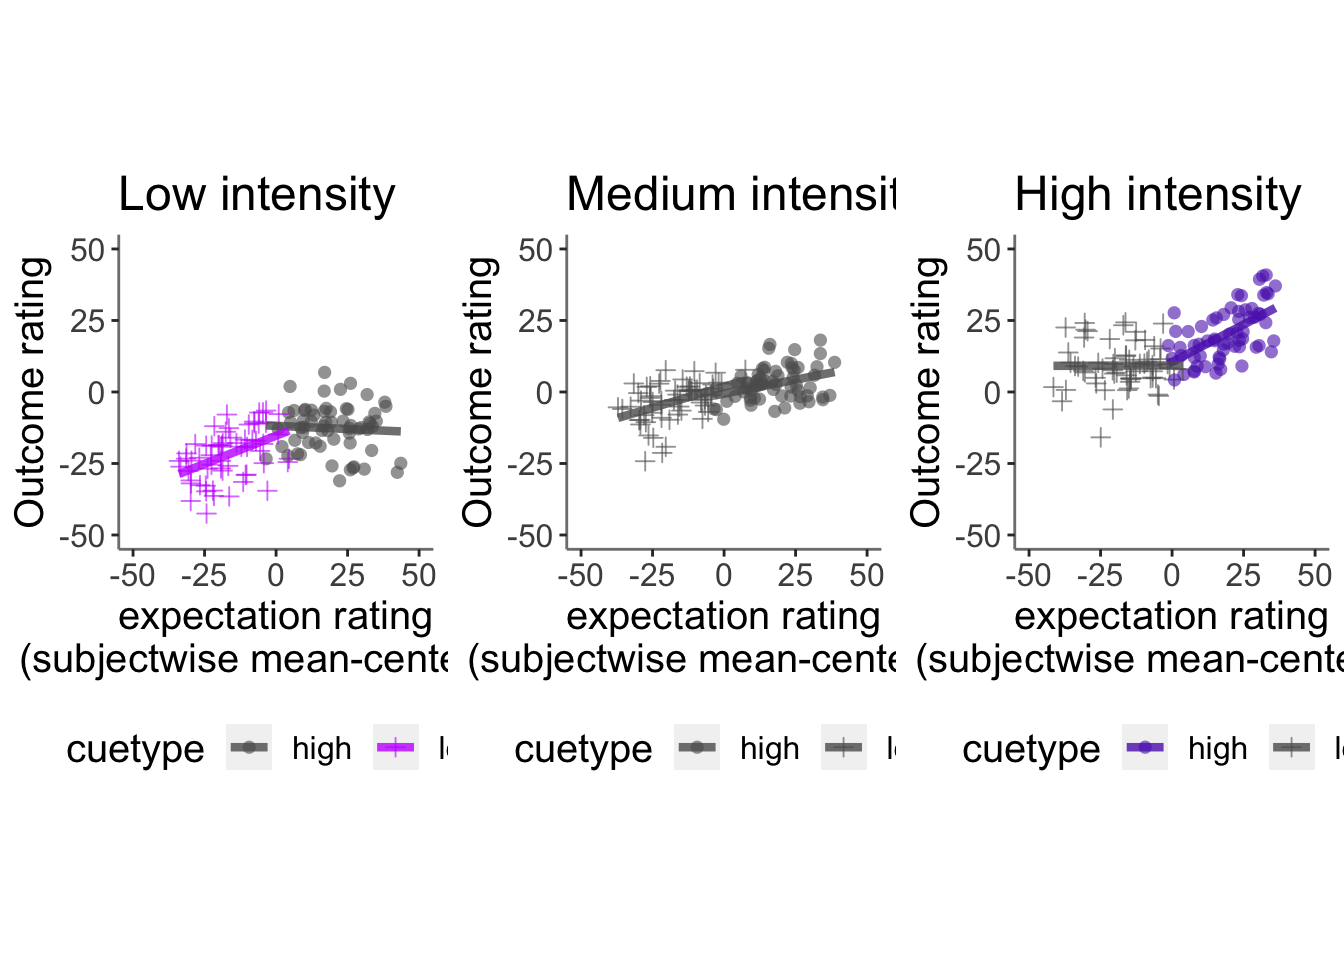 Low intensity
50
25
0
-25
-50
Outcome rating
-50 -25 0 25 50
expectation rating
(subjectwise mean-cente
cuetype high lo
Medium intensit
50
25
0
-25
-50
Outcome rating
-50 -25 0 25 50
expectation rating
(subjectwise mean-cente
cuetype high lo
High intensity
50
25
0
-25
-50
Outcome rating
-50 -25 0 25 50
expectation rating
(subjectwise mean-cente
cuetype high lo